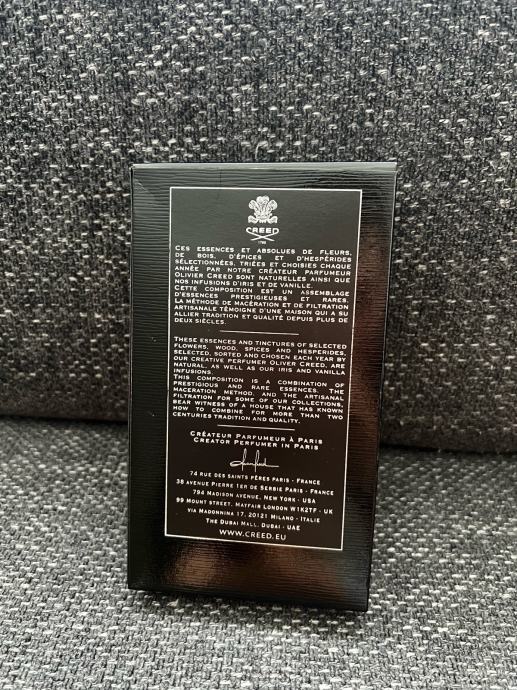 CREED
1760
CES ESSENCES ET ABSOLUES DE FLEURS,
DE BOIS, D'ÉPICES ET D'HESPÉRIDÉS
SÉLECTIONNÉES, TRIÉES ET CHOISIES CHAQUE
ANNÉE PAR NOTRE CRÉATEUR PARFUMEUR
OLIVIER CREED SONT NATURELLES AINSI QUE
NOS INFUSIONS D'IRIS ET DE VANILLE.
CETTE COMPOSITION EST UN ASSEMBLAGE
D'ESSENCES PRESTIGIEUSES ET RARES.
LA MÉTHODE DE MACÉRATION ET DE FILTRATION
ARTISANALE TÉMOIGNE D'UNE MAISON QUI A SU
ALLIER TRADITION ET QUALITÉ DEPUIS PLUS DE
DEUX SIÈCLES.
THESE ESSENCES AND TINCTURES OF SELECTED
FLOWERS, WOOD, SPICES AND HESPERIDES,
SELECTED, SORTED AND CHOSEN EACH YEAR BY
OUR CREATIVE PERFUMER OLIVER CREED, ARE
NATURAL, AS WELL AS OUR IRIS AND VANILLA
INFUSIONS.
THIS COMPOSITION IS A COMBINATION OF
PRESTIGIOUS AND RARE ESSENCES. THE
MACERATION METHOD, AND THE ARTISANAL
FILTRATION FOR SOME OF OUR COLLECTIONS,
BEAR WITNESS OF A HOUSE THAT HAS KNOWN
HOW TO COMBINE FOR MORE THAN TWO
CENTURIES TRADITION AND QUALITY.
CRÉATEUR PARFUMEUR À PARIS
CREATOR PERFUMER IN PARIS
74 RUE DES SAINTS PÈRES PARIS - FRANCE
38 AVENUE PIERRE 1ER DE SERBIE PARIS - FRANCE
794 MADISON AVENUE, NEW YORK - USA
99 MOUNT STREET, MAYFAIR LONDON W1K2TF - UK
VIA MADONNINA 17, 20121 MILANO - ITALIE
THE DUBAI MALL, DUBAI - UAE
WWW.CREED.EU